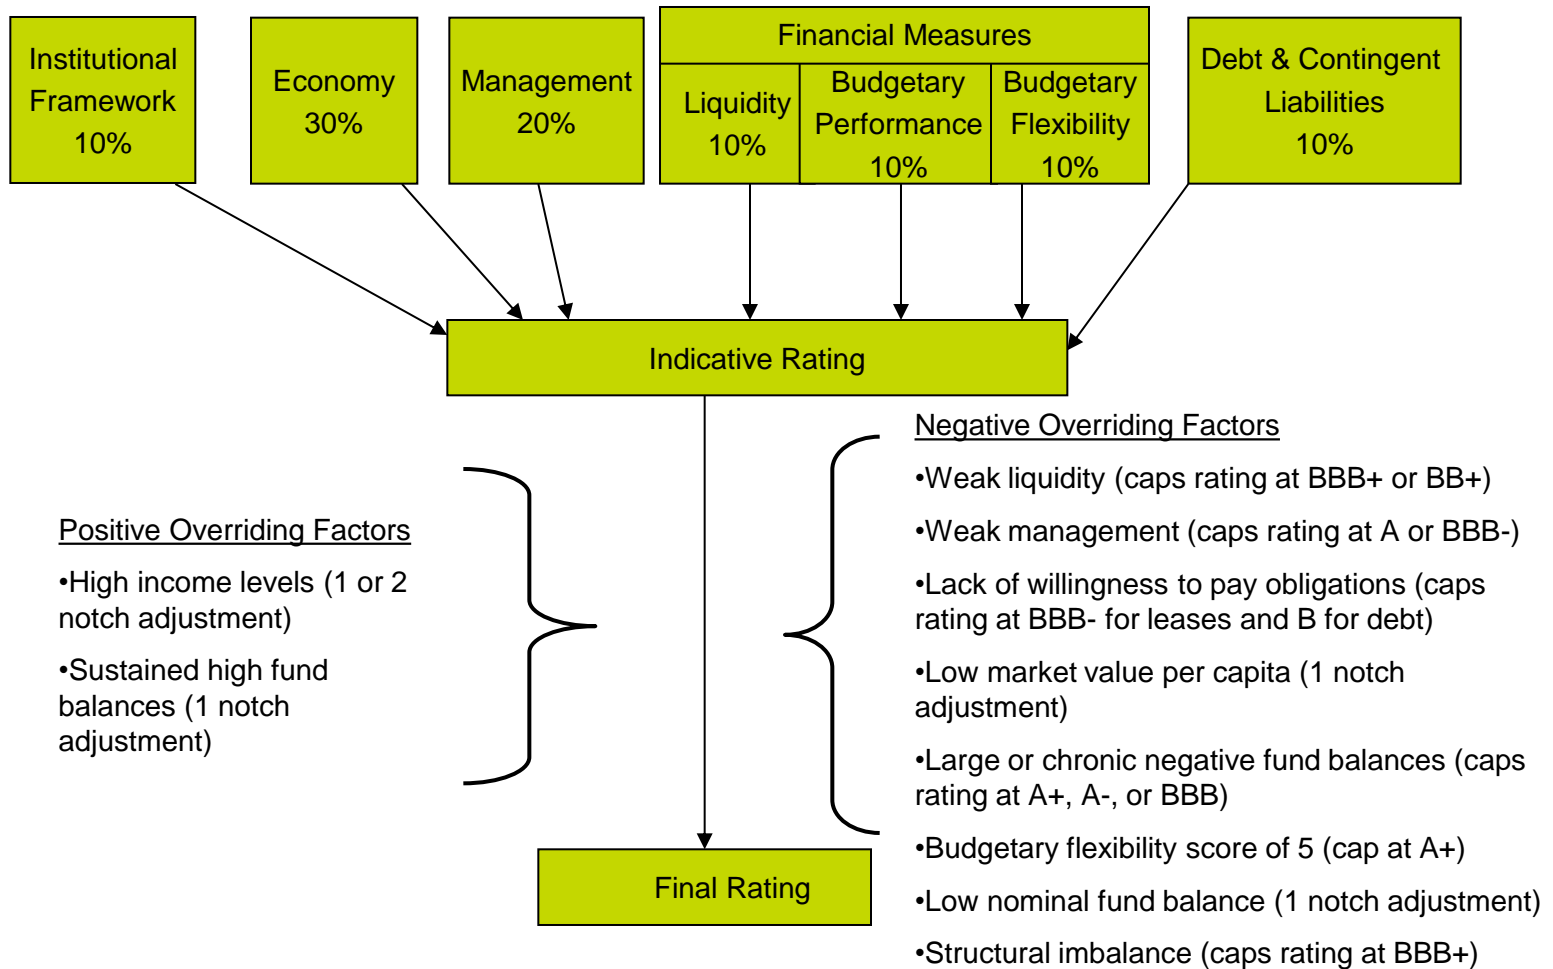 Institutional
Framework
10%
Economy
30%
Management
20%
Financial Measures
Liquidity
10%
Budgetary
Performance
10%
Budgetary
Flexibility
10%
Debt & Contingent
Liabilities
10%
Indicative Rating
Positive Overriding Factors
•High income levels (1 or 2
notch adjustment)
•Sustained high fund
balances (1 notch
adjustment)
Negative Overriding Factors
•Weak liquidity (caps rating at BBB+ or BB+)
•Weak management (caps rating at A or BBB-)
•Lack of willingness to pay obligations (caps
rating at BBB- for leases and B for debt)
•Low market value per capita (1 notch
adjustment)
•Large or chronic negative fund balances (caps
rating at A+, A-, or BBB)
•Budgetary flexibility score of 5 (cap at A+)
•Low nominal fund balance (1 notch adjustment)
•Structural imbalance (caps rating at BBB+)
Final Rating